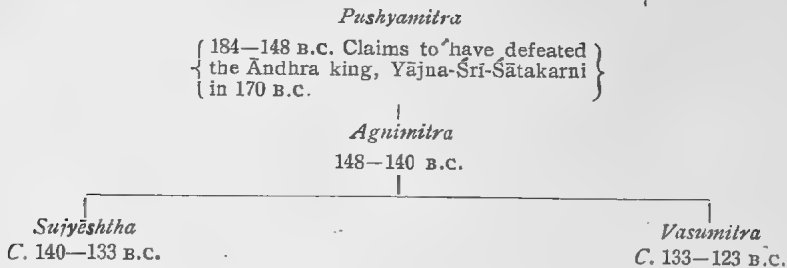 Pushyamitra
184—148 B.C. Claims to have defeated
the Āndhra king, Yājna-Śrī-Śātakarni
in 170 B.C.
Agnimitra
148—140 B.C.
Sujyēshtha
C. 140—133 B.C.
Vasumitra
C. 133—123 B.C.